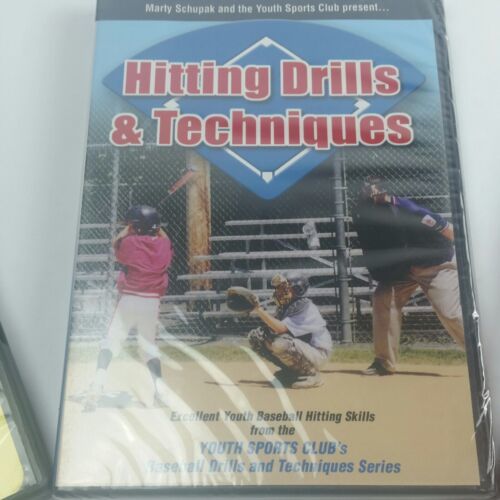 Marty Schupak and the Youth Sports Club present...
Hitting Drills
& Techniques
Excellent Youth Baseball Hitting Skills
from the
YOUTH SPORTS CLUB's
Baseball Drills and Techniques Series